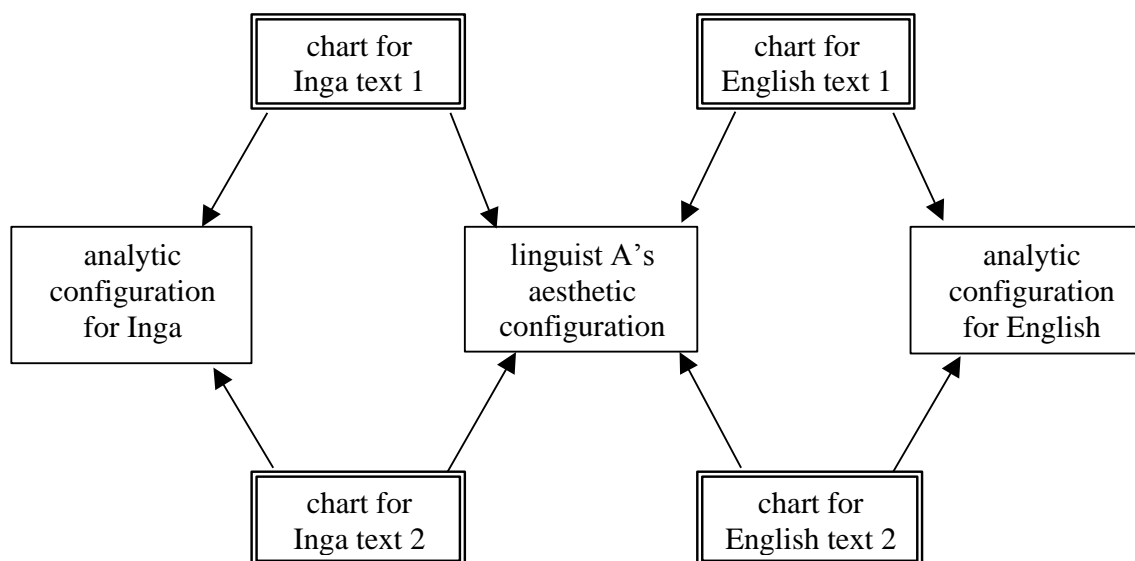 chart for
Inga text 1
chart for
English text 1
analytic
configuration
for Inga
linguist A’s
aesthetic
configuration
analytic
configuration
for English
chart for
Inga text 2
chart for
English text 2